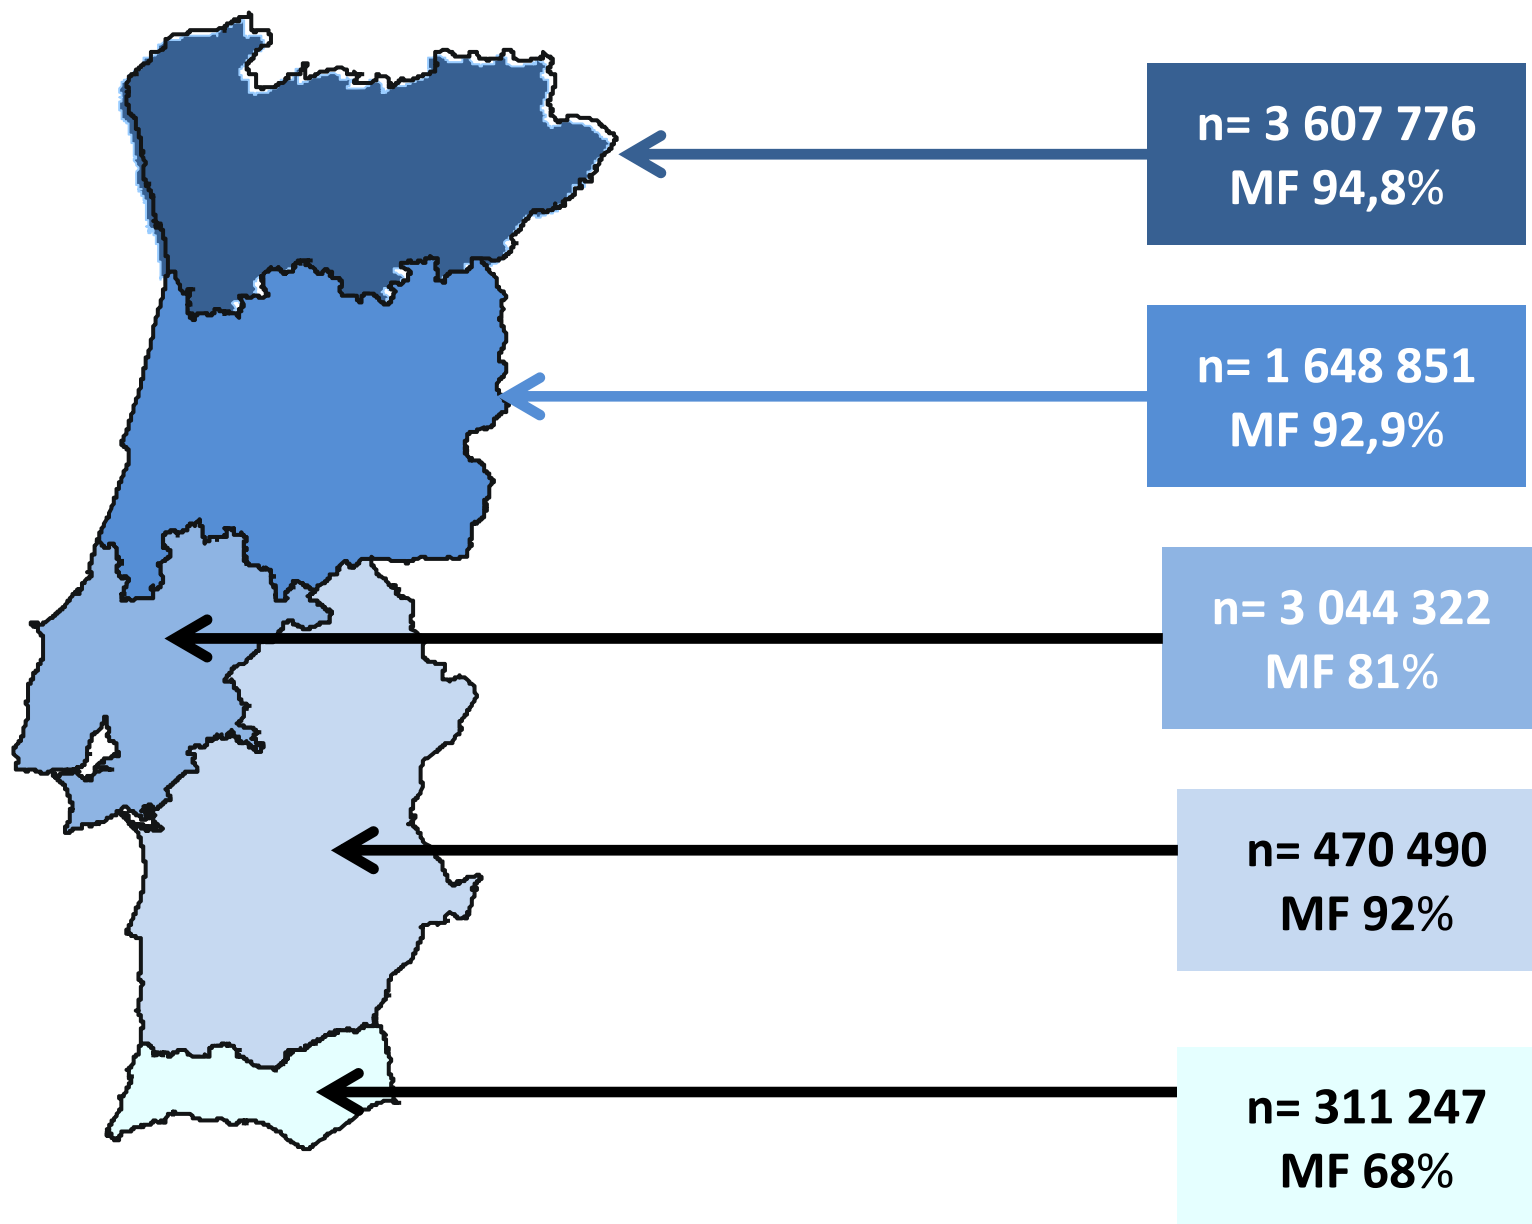 n= 3 607 776
MF 94,8%
n= 1 648 851
MF 92,9%
n= 3 044 322
MF 81%
n= 470 490
MF 92%
n= 311 247
MF 68%